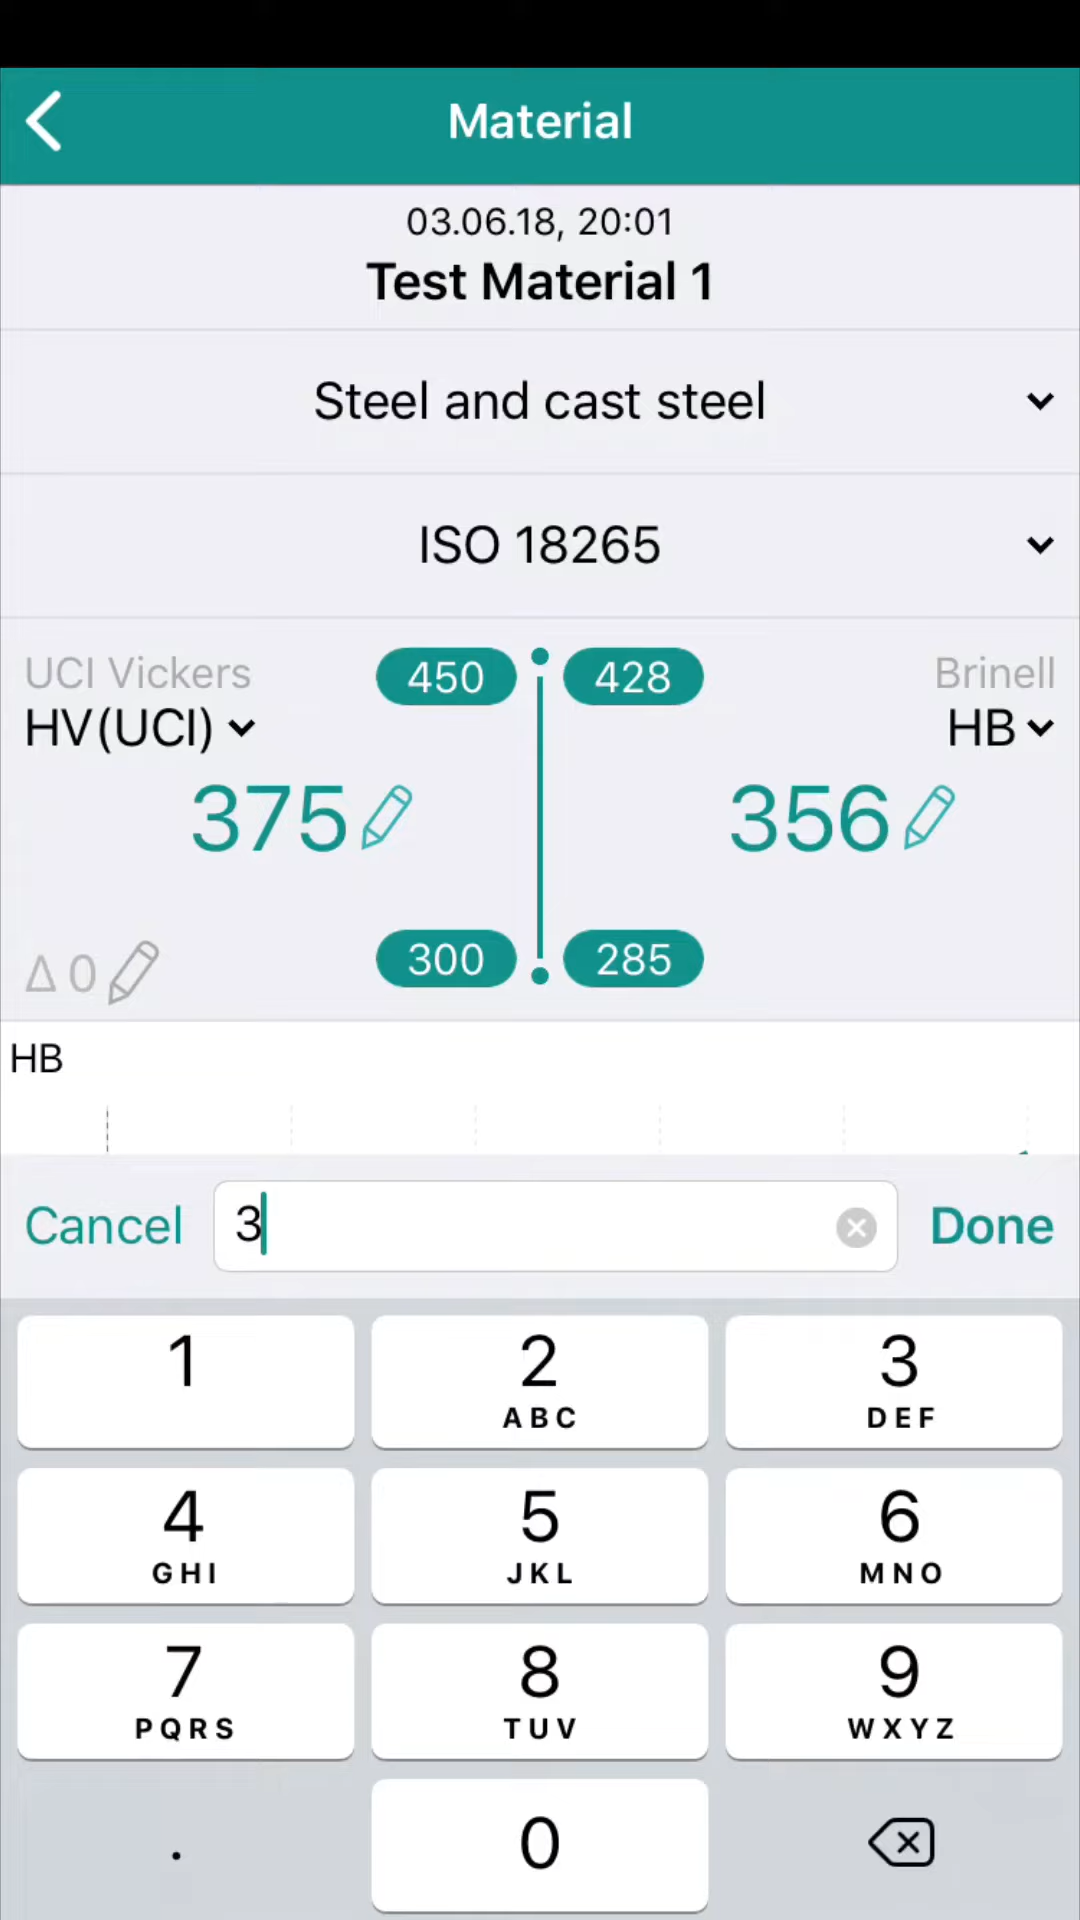 Material
03.06.18, 20:01
Test Material 1
Steel and cast steel
ISO 18265
UCI Vickers
HV(UCI)
450
428
Brinell
HB
375
356
Δ 0
300
285
HB
Cancel
3
Done
1
2
ABC
3
DEF
4
GHI
5
JKL
6
MNO
7
PQRS
8
TUV
9
WXYZ
.
0